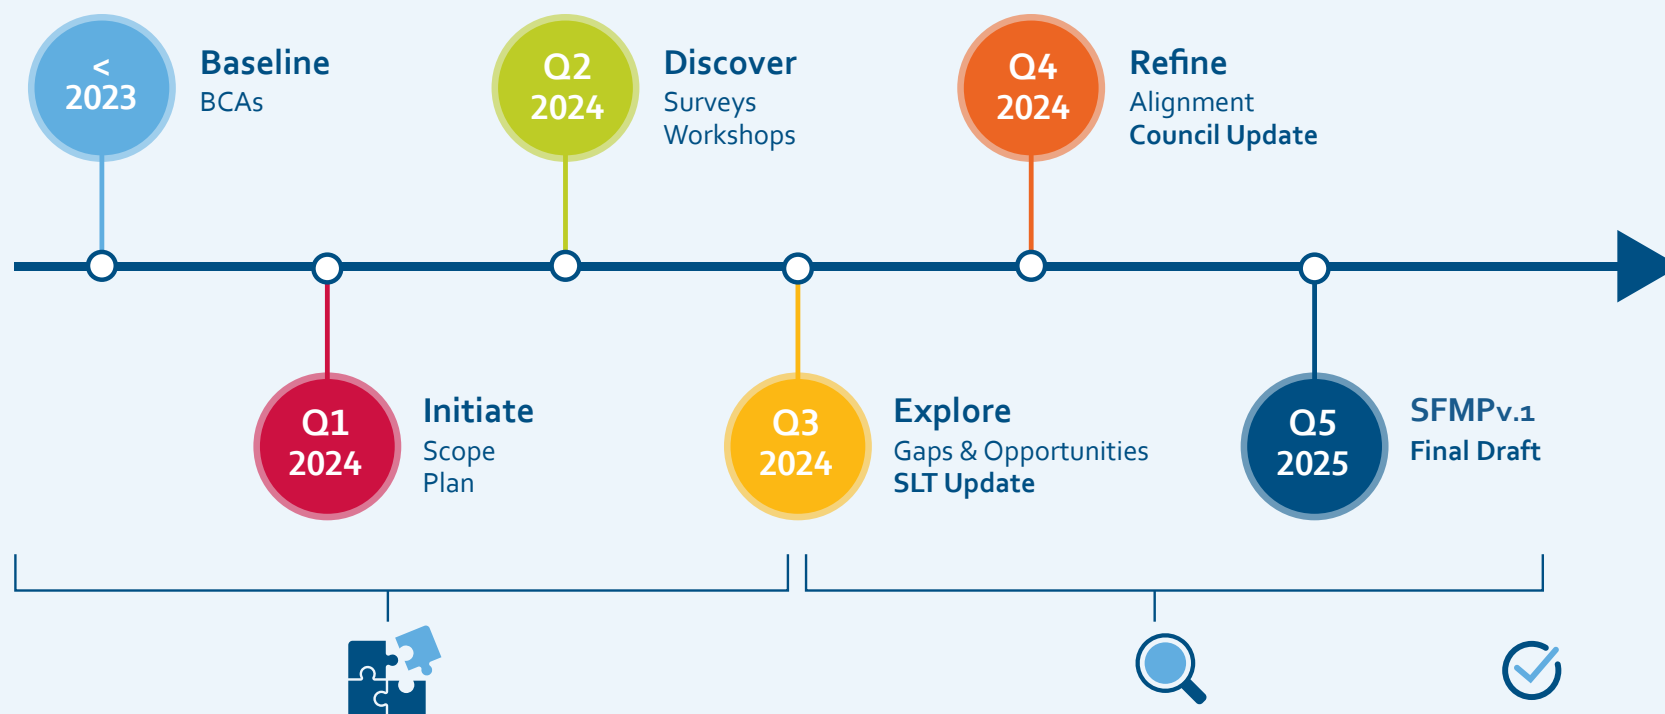 <
2023
Baseline
BCAs
Q1
2024
Initiate
Scope
Plan
Q2
2024
Discover
Surveys
Workshops
Q3
2024
Explore
Gaps & Opportunities
SLT Update
Q4
2024
Refine
Alignment
Council Update
Q5
2025
SFMPv.1
Final Draft